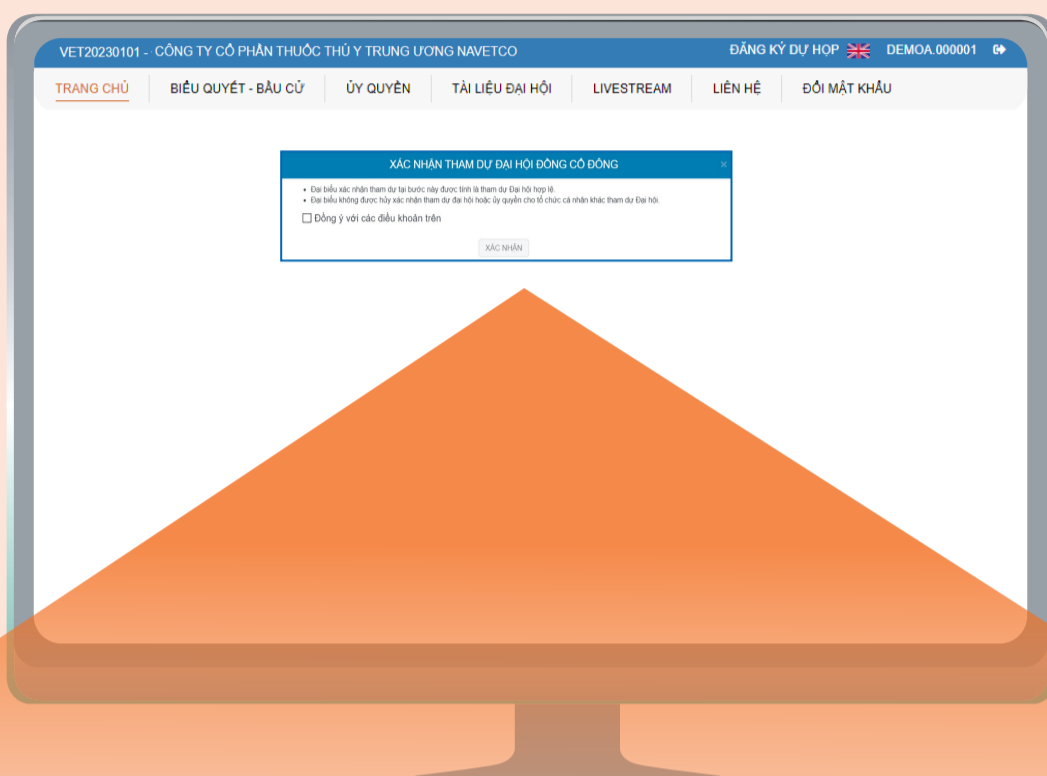 VET20230101 - CÔNG TY CỔ PHẦN THUỐC THÚ Y TRUNG ƯƠNG NAVETCO ĐĂNG KÝ DỰ HỌP DEMOA.000001
TRANG CHỦ BIỂU QUYẾT - BẦU CỬ ỦY QUYỀN TÀI LIỆU ĐẠI HỘI LIVESTREAM LIÊN HỆ ĐỔI MẬT KHẨU
XÁC NHẬN THAM DỰ ĐẠI HỘI ĐỒNG CỔ ĐÔNG ×
• Đại biểu xác nhận tham dự tại bước này được tính là tham dự Đại hội hợp lệ.
• Đại biểu không được hủy xác nhận tham dự đại hội hoặc ủy quyền cho tổ chức cá nhân khác tham dự Đại hội.
Đồng ý với các điều khoản trên
XÁC NHẬN